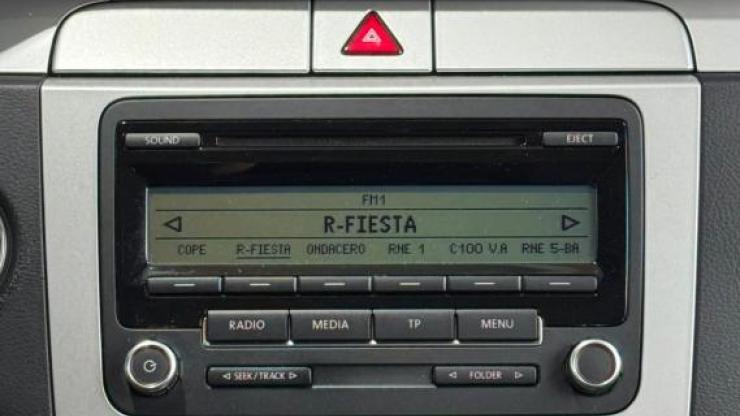 SOUND EJECT
FM1
R-FIESTA
COPE R-FIESTA ONDACERO RNE 1 C100 V.A RNE 5-BA
RADIO MEDIA TP MENU
SEEK/TRACK FOLDER